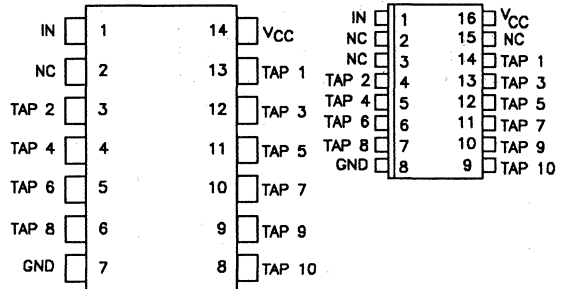 IN 1 14 VCC
NC 2 13 TAP 1
TAP 2 3 12 TAP 3
TAP 4 4 11 TAP 5
TAP 6 5 10 TAP 7
TAP 8 6 9 TAP 9
GND 7 8 TAP 10
IN 1 16 VCC
NC 2 15 NC
NC 3 14 TAP 1
TAP 2 4 13 TAP 3
TAP 4 5 12 TAP 5
TAP 6 6 11 TAP 7
TAP 8 7 10 TAP 9
GND 8 9 TAP 10